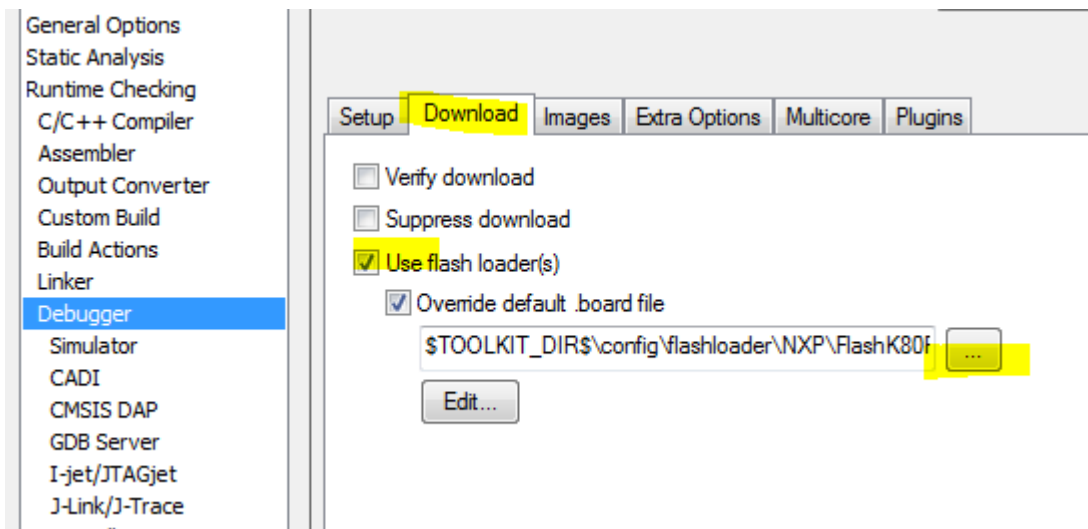 General Options
Static Analysis
Runtime Checking
C/C++ Compiler
Assembler
Output Converter
Custom Build
Build Actions
Linker
Debugger
Simulator
CADI
CMSIS DAP
GDB Server
I-jet/JTAGjet
J-Link/J-Trace
Setup Download Images Extra Options Multicore Plugins
Verify download
Suppress download
Use flash loader(s)
Override default .board file
$TOOLKIT_DIR$\config\flashloader\NXP\FlashK80F ...
Edit...